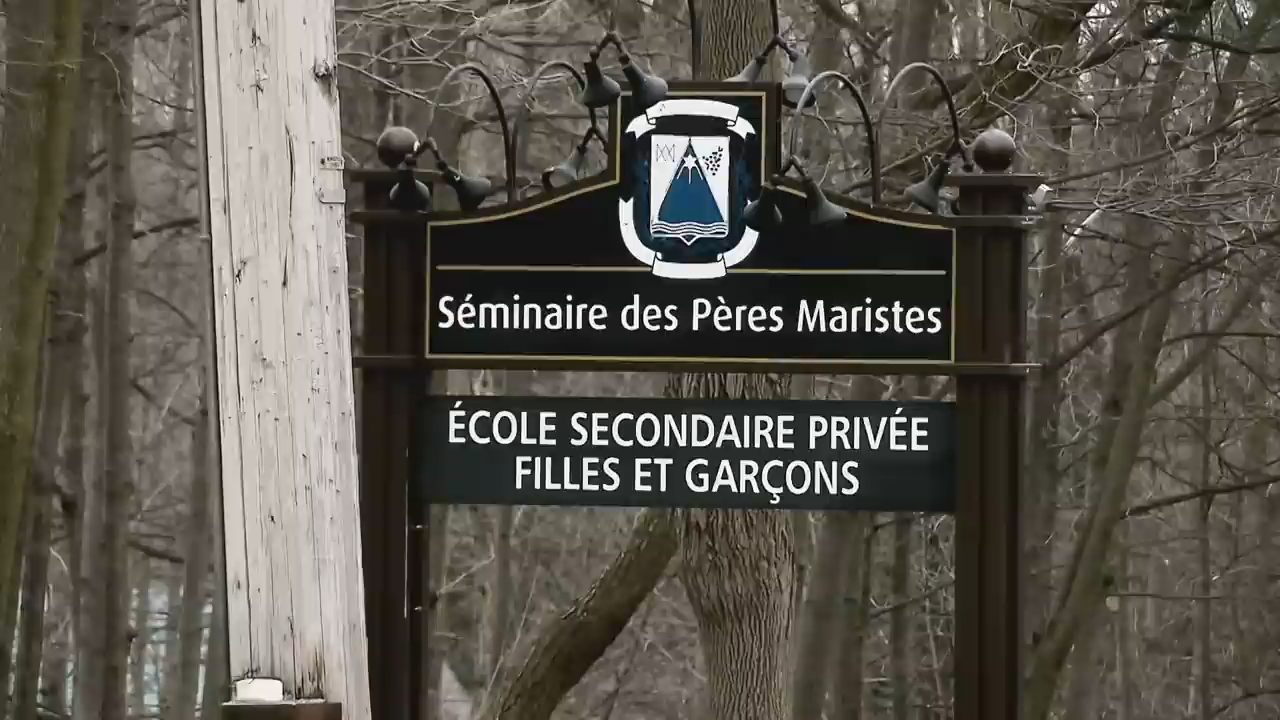 Séminaire des Pères Maristes
ÉCOLE SECONDAIRE PRIVÉE
FILLES ET GARÇONS